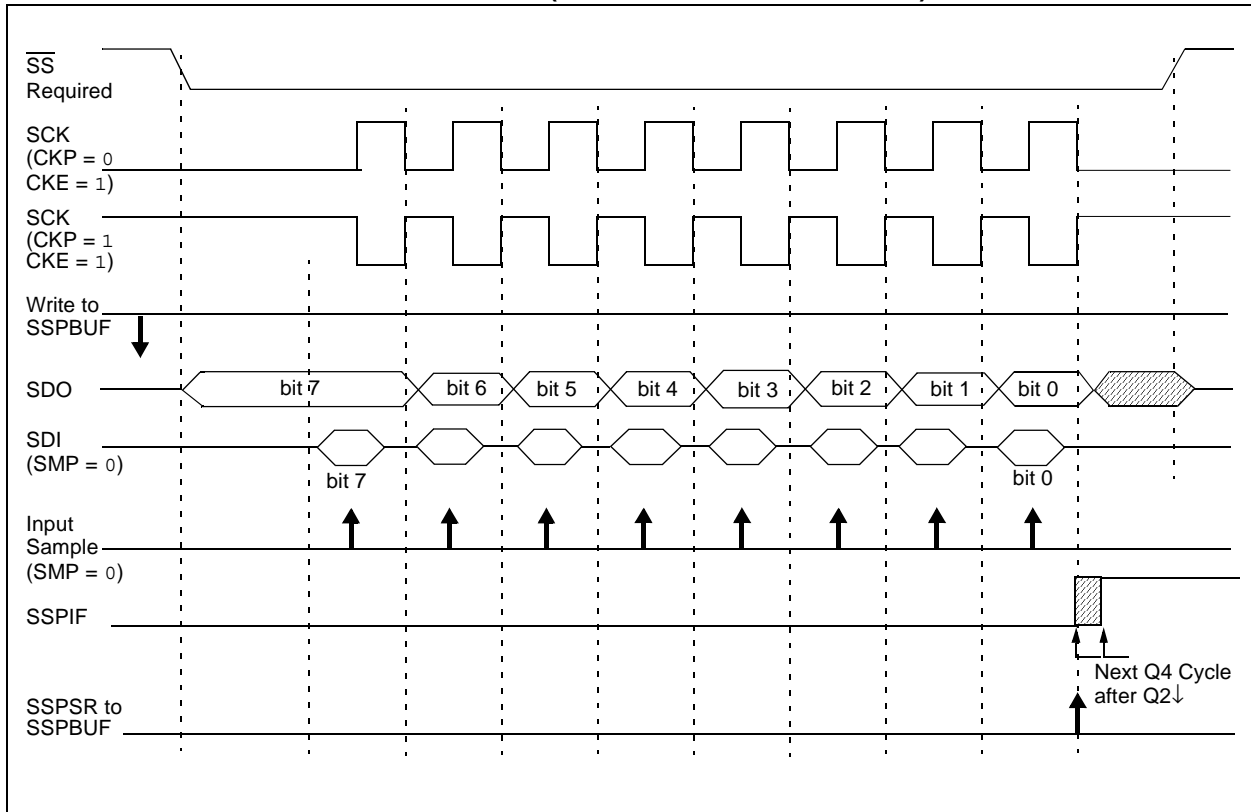 SS
Required
SCK
(CKP = 0
CKE = 1)
SCK
(CKP = 1
CKE = 1)
Write to
SSPBUF
SDO
bit 7 bit 6 bit 5 bit 4 bit 3 bit 2 bit 1 bit 0
SDI
(SMP = 0)
bit 7 bit 0
Input
Sample
(SMP = 0)
SSPIF
Next Q4 Cycle
after Q2↓
SSPSR to
SSPBUF